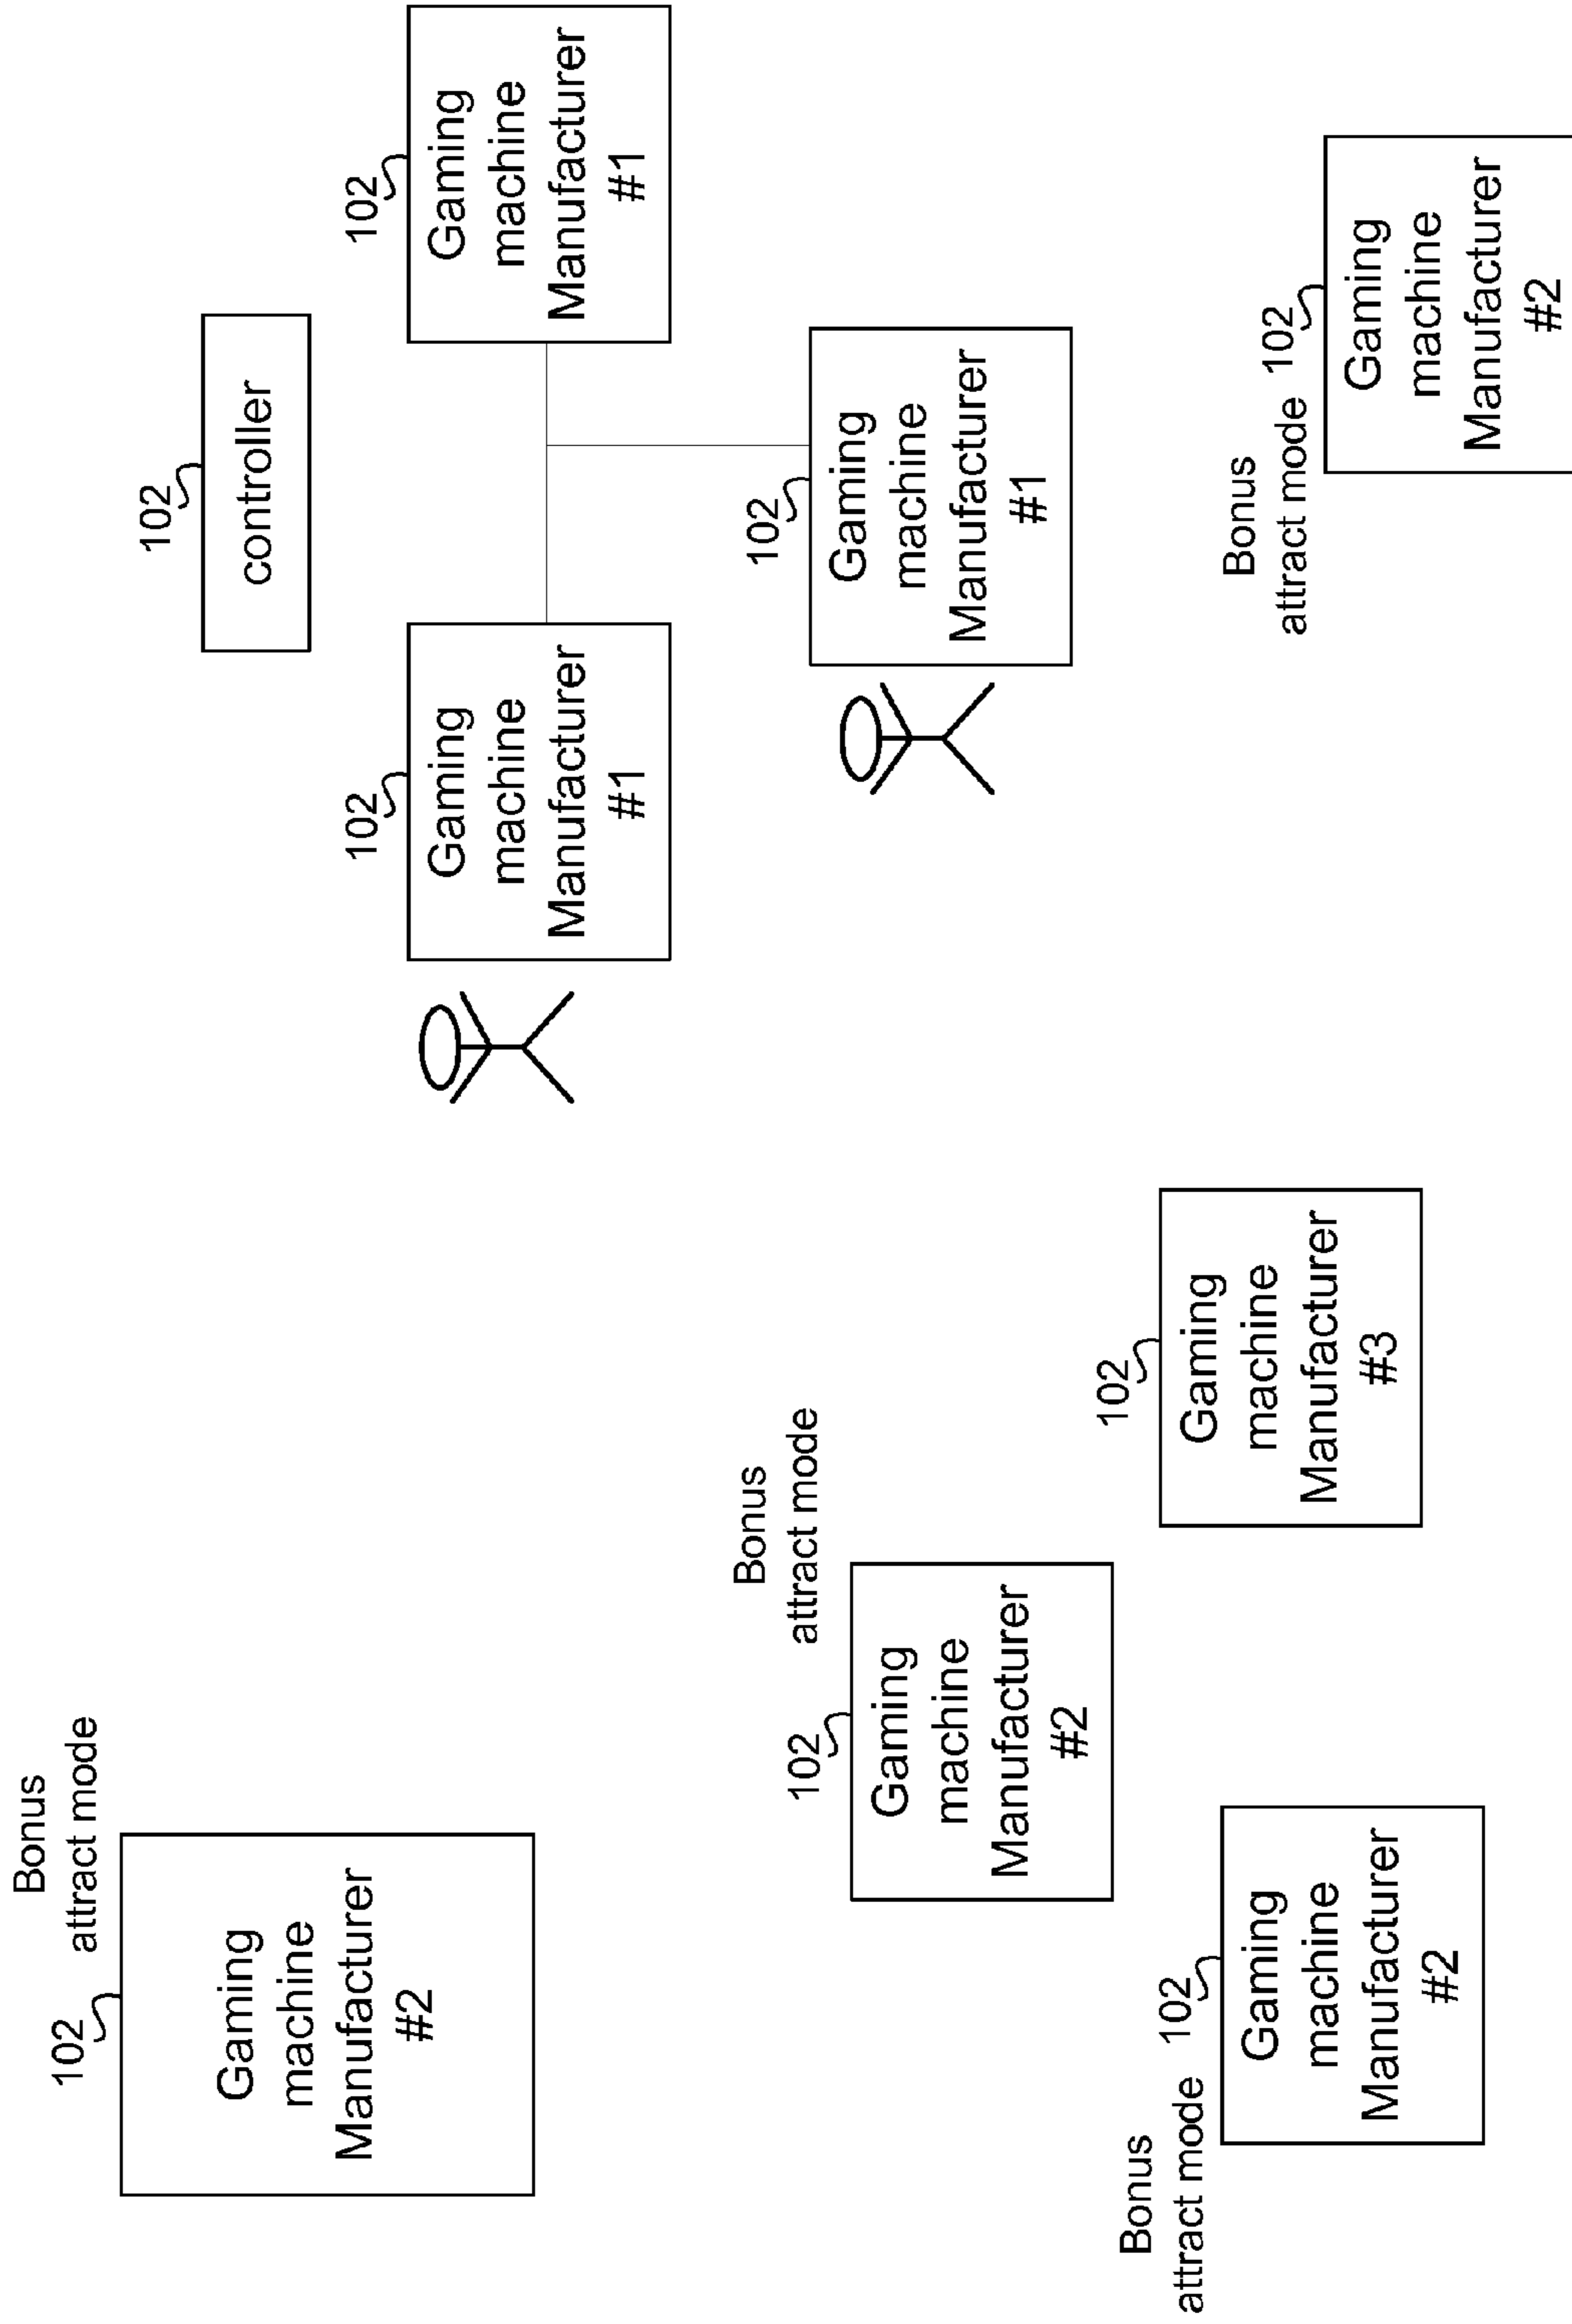 Bonus
attract mode
102
Gaming
machine
Manufacturer
#2
102
controller
102
Gaming
machine
Manufacturer
#1
102
Gaming
machine
Manufacturer
#1
Bonus
attract mode
102
Gaming
machine
Manufacturer
#2
102
Gaming
machine
Manufacturer
#1
Bonus
attract mode
102
Gaming
machine
Manufacturer
#2
102
Gaming
machine
Manufacturer
#3
Bonus
attract mode
102
Gaming
machine
Manufacturer
#2